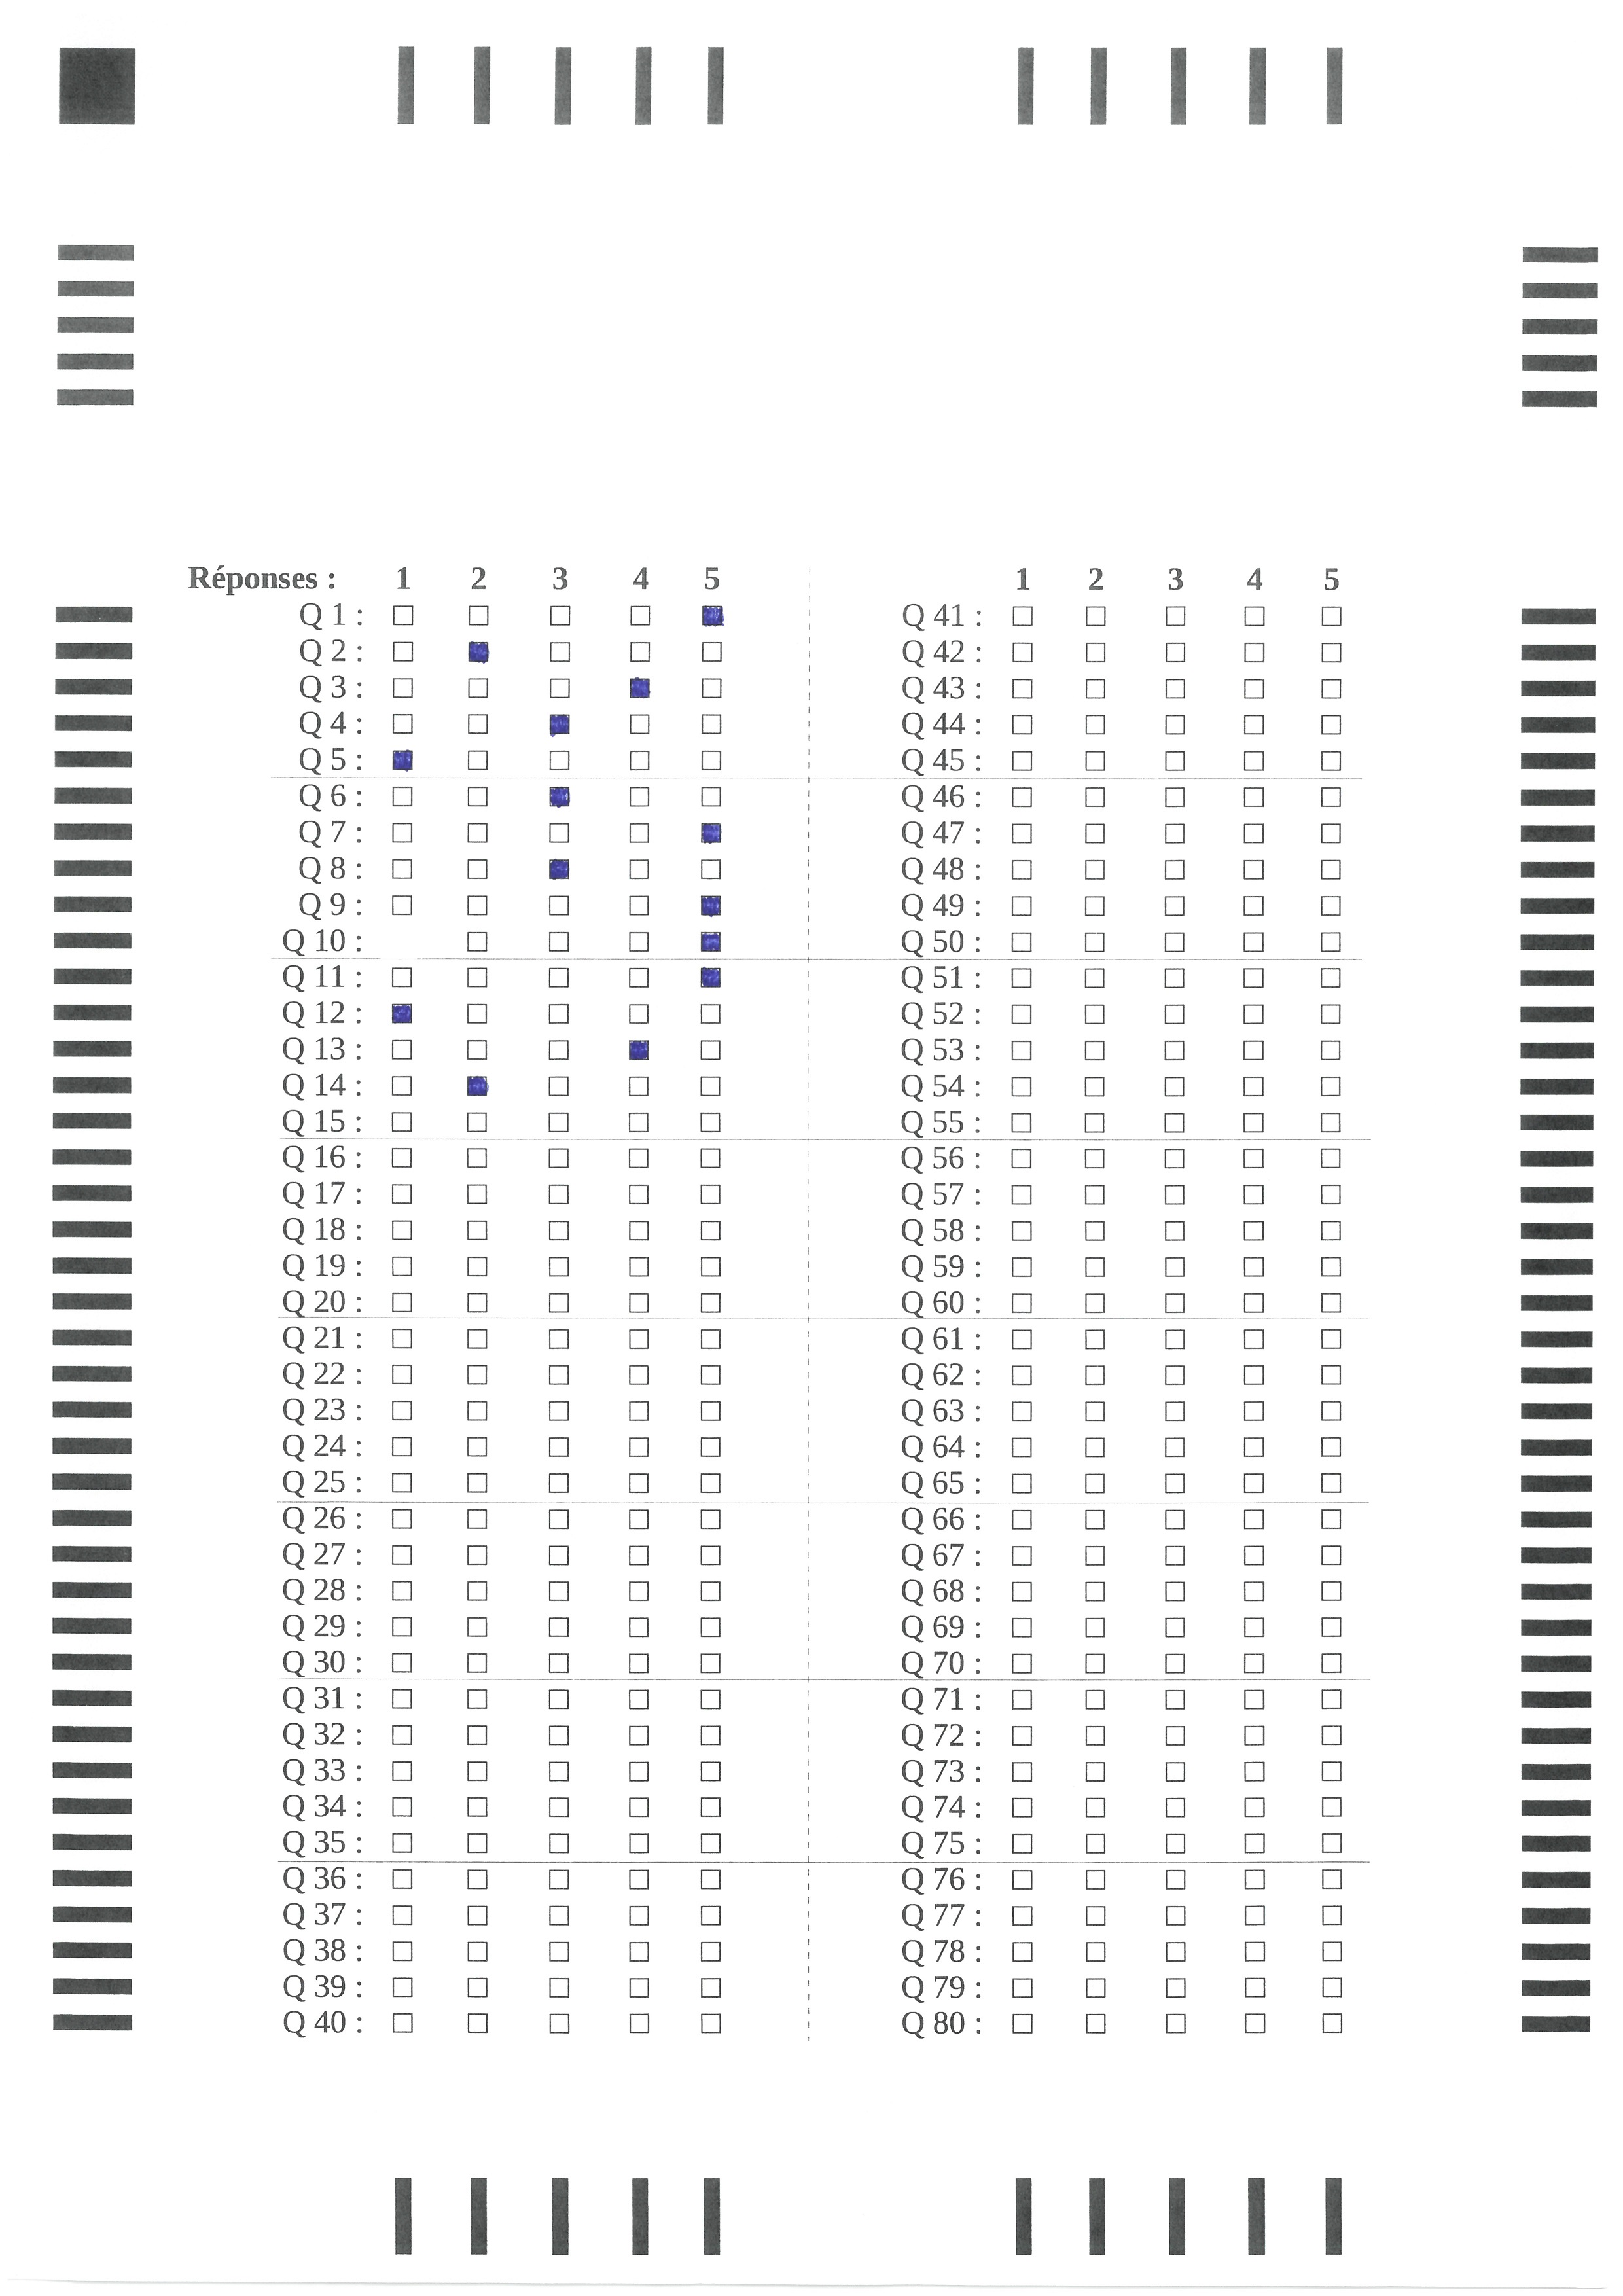 Réponses : 1 2 3 4 5 1 2 3 4 5
Q 1 : Q 41 :
Q 2 : Q 42 :
Q 3 : Q 43 :
Q 4 : Q 44 :
Q 5 : Q 45 :
Q 6 : Q 46 :
Q 7 : Q 47 :
Q 8 : Q 48 :
Q 9 : Q 49 :
Q 10 : Q 50 :
Q 11 : Q 51 :
Q 12 : Q 52 :
Q 13 : Q 53 :
Q 14 : Q 54 :
Q 15 : Q 55 :
Q 16 : Q 56 :
Q 17 : Q 57 :
Q 18 : Q 58 :
Q 19 : Q 59 :
Q 20 : Q 60 :
Q 21 : Q 61 :
Q 22 : Q 62 :
Q 23 : Q 63 :
Q 24 : Q 64 :
Q 25 : Q 65 :
Q 26 : Q 66 :
Q 27 : Q 67 :
Q 28 : Q 68 :
Q 29 : Q 69 :
Q 30 : Q 70 :
Q 31 : Q 71 :
Q 32 : Q 72 :
Q 33 : Q 73 :
Q 34 : Q 74 :
Q 35 : Q 75 :
Q 36 : Q 76 :
Q 37 : Q 77 :
Q 38 : Q 78 :
Q 39 : Q 79 :
Q 40 : Q 80 :